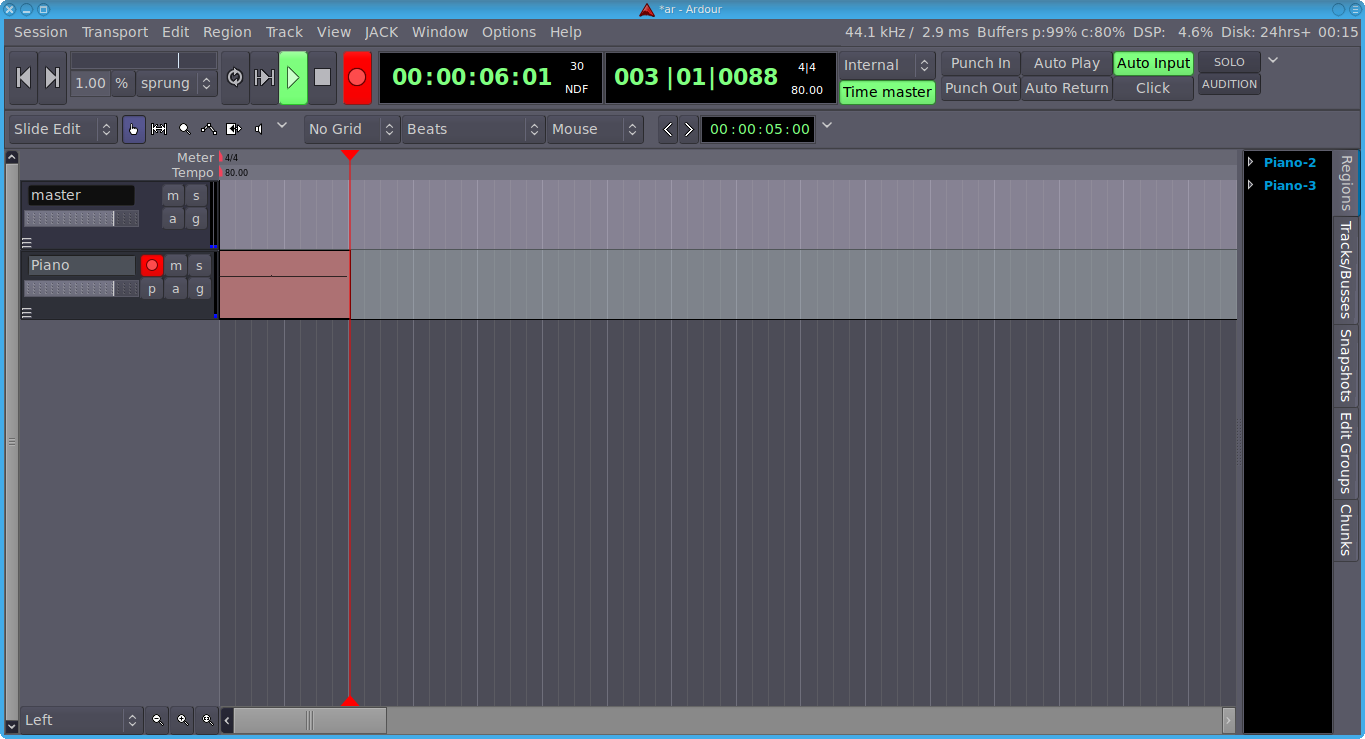 *ar - Ardour
Session Transport Edit Region Track View JACK Window Options Help 44.1 kHz / 2.9 ms Buffers p:99% c:80% DSP: 4.6% Disk: 24hrs+ 00:15
1.00 % sprung 00:00:06:01 30 NDF 003|01|0088 4|4 80.00 Internal Time master Punch In Auto Play Auto Input SOLO
Punch Out Auto Return Click AUDITION
Slide Edit No Grid Beats Mouse 00:00:05:00
Meter 4/4
Tempo 80.00
master m s
a g
Piano m s
p a g
Piano-2
Piano-3
Regions
Tracks/Busses
Snapshots
Edit Groups
Chunks
Left